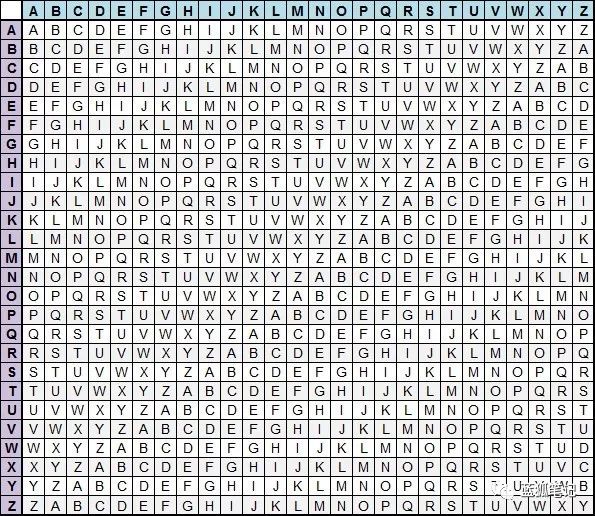 A B C D E F G H I J K L M N O P Q R S T U V W X Y Z
A A B C D E F G H I J K L M N O P Q R S T U V W X Y Z
B B C D E F G H I J K L M N O P Q R S T U V W X Y Z A
C C D E F G H I J K L M N O P Q R S T U V W X Y Z A B
D D E F G H I J K L M N O P Q R S T U V W X Y Z A B C
E E F G H I J K L M N O P Q R S T U V W X Y Z A B C D
F F G H I J K L M N O P Q R S T U V W X Y Z A B C D E
G G H I J K L M N O P Q R S T U V W X Y Z A B C D E F
H H I J K L M N O P Q R S T U V W X Y Z A B C D E F G
I I J K L M N O P Q R S T U V W X Y Z A B C D E F G H
J J K L M N O P Q R S T U V W X Y Z A B C D E F G H I
K K L M N O P Q R S T U V W X Y Z A B C D E F G H I J
L L M N O P Q R S T U V W X Y Z A B C D E F G H I J K
M M N O P Q R S T U V W X Y Z A B C D E F G H I J K L
N N O P Q R S T U V W X Y Z A B C D E F G H I J K L M
O O P Q R S T U V W X Y Z A B C D E F G H I J K L M N
P P Q R S T U V W X Y Z A B C D E F G H I J K L M N O
Q Q R S T U V W X Y Z A B C D E F G H I J K L M N O P
R R S T U V W X Y Z A B C D E F G H I J K L M N O P Q
S S T U V W X Y Z A B C D E F G H I J K L M N O P Q R
T T U V W X Y Z A B C D E F G H I J K L M N O P Q R S
U U V W X Y Z A B C D E F G H I J K L M N O P Q R S T
V V W X Y Z A B C D E F G H I J K L M N O P Q R S T U
W W X Y Z A B C D E F G H I J K L M N O P Q R S T U D
X X Y Z A B C D E F G H I J K L M N O P Q R S T U V C
Y Y Z A B C D E F G H I J K L M N O P Q R S T U V W B
Z Z A B C D E F G H I J K L M N O P Q R S T U V W X Y
蓝狐笔记